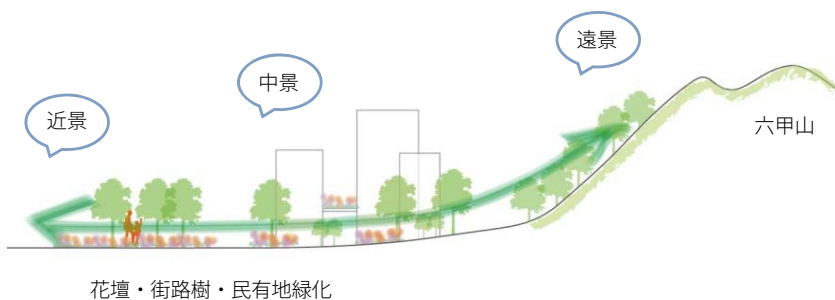 遠景
中景
近景
六甲山
花壇・街路樹・民有地緑化